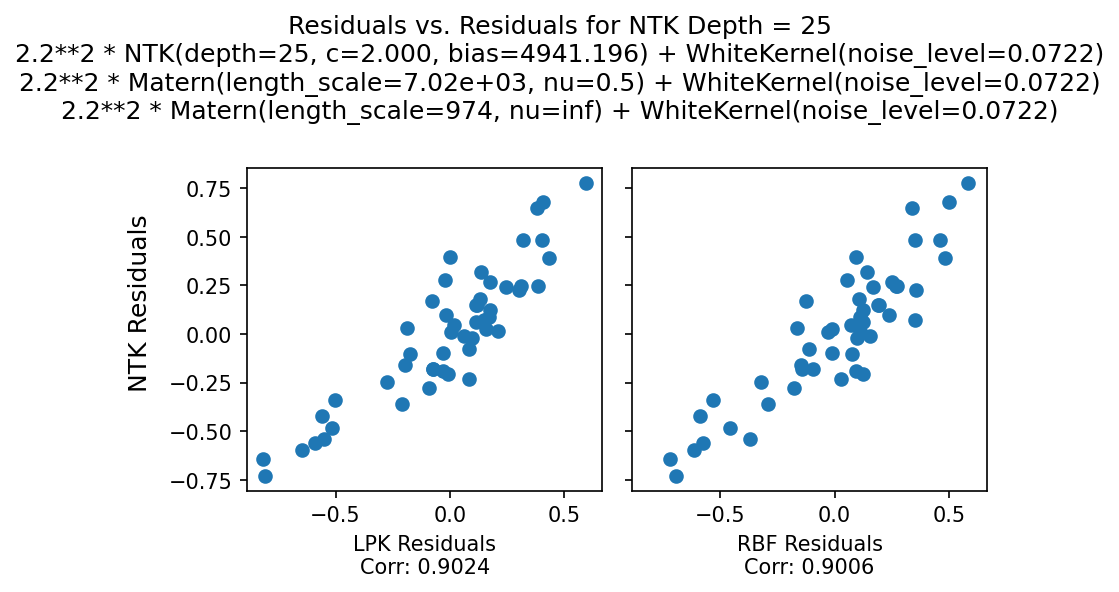 Residuals vs. Residuals for NTK Depth = 25
2.2**2 * NTK(depth=25, c=2.000, bias=4941.196) + WhiteKernel(noise_level=0.0722)
2.2**2 * Matern(length_scale=7.02e+03, nu=0.5) + WhiteKernel(noise_level=0.0722)
2.2**2 * Matern(length_scale=974, nu=inf) + WhiteKernel(noise_level=0.0722)
NTK Residuals
0.75
0.50
0.25
0.00
−0.25
−0.50
−0.75
−0.5 0.0 0.5
LPK Residuals
Corr: 0.9024
−0.5 0.0 0.5
RBF Residuals
Corr: 0.9006